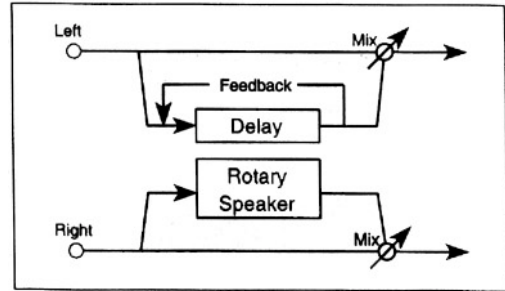 Left
Mix
Feedback
Delay
Rotary
Speaker
Right
Mix